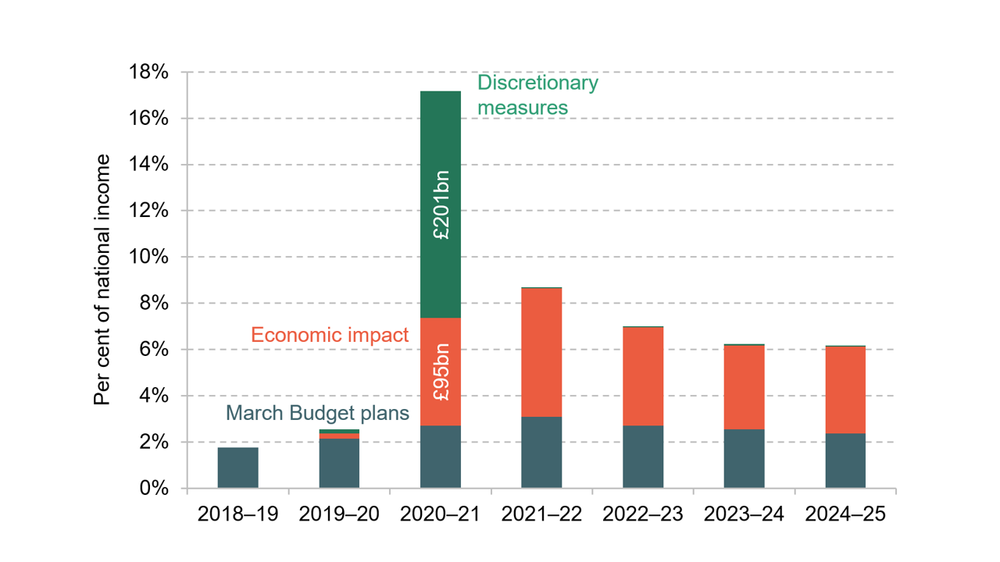 18%
16%
14%
12%
10%
8%
6%
4%
2%
0%
Per cent of national income
Discretionary
measures
£201bn
Economic impact
£95bn
March Budget plans
2018–19
2019–20
2020–21
2021–22
2022–23
2023–24
2024–25